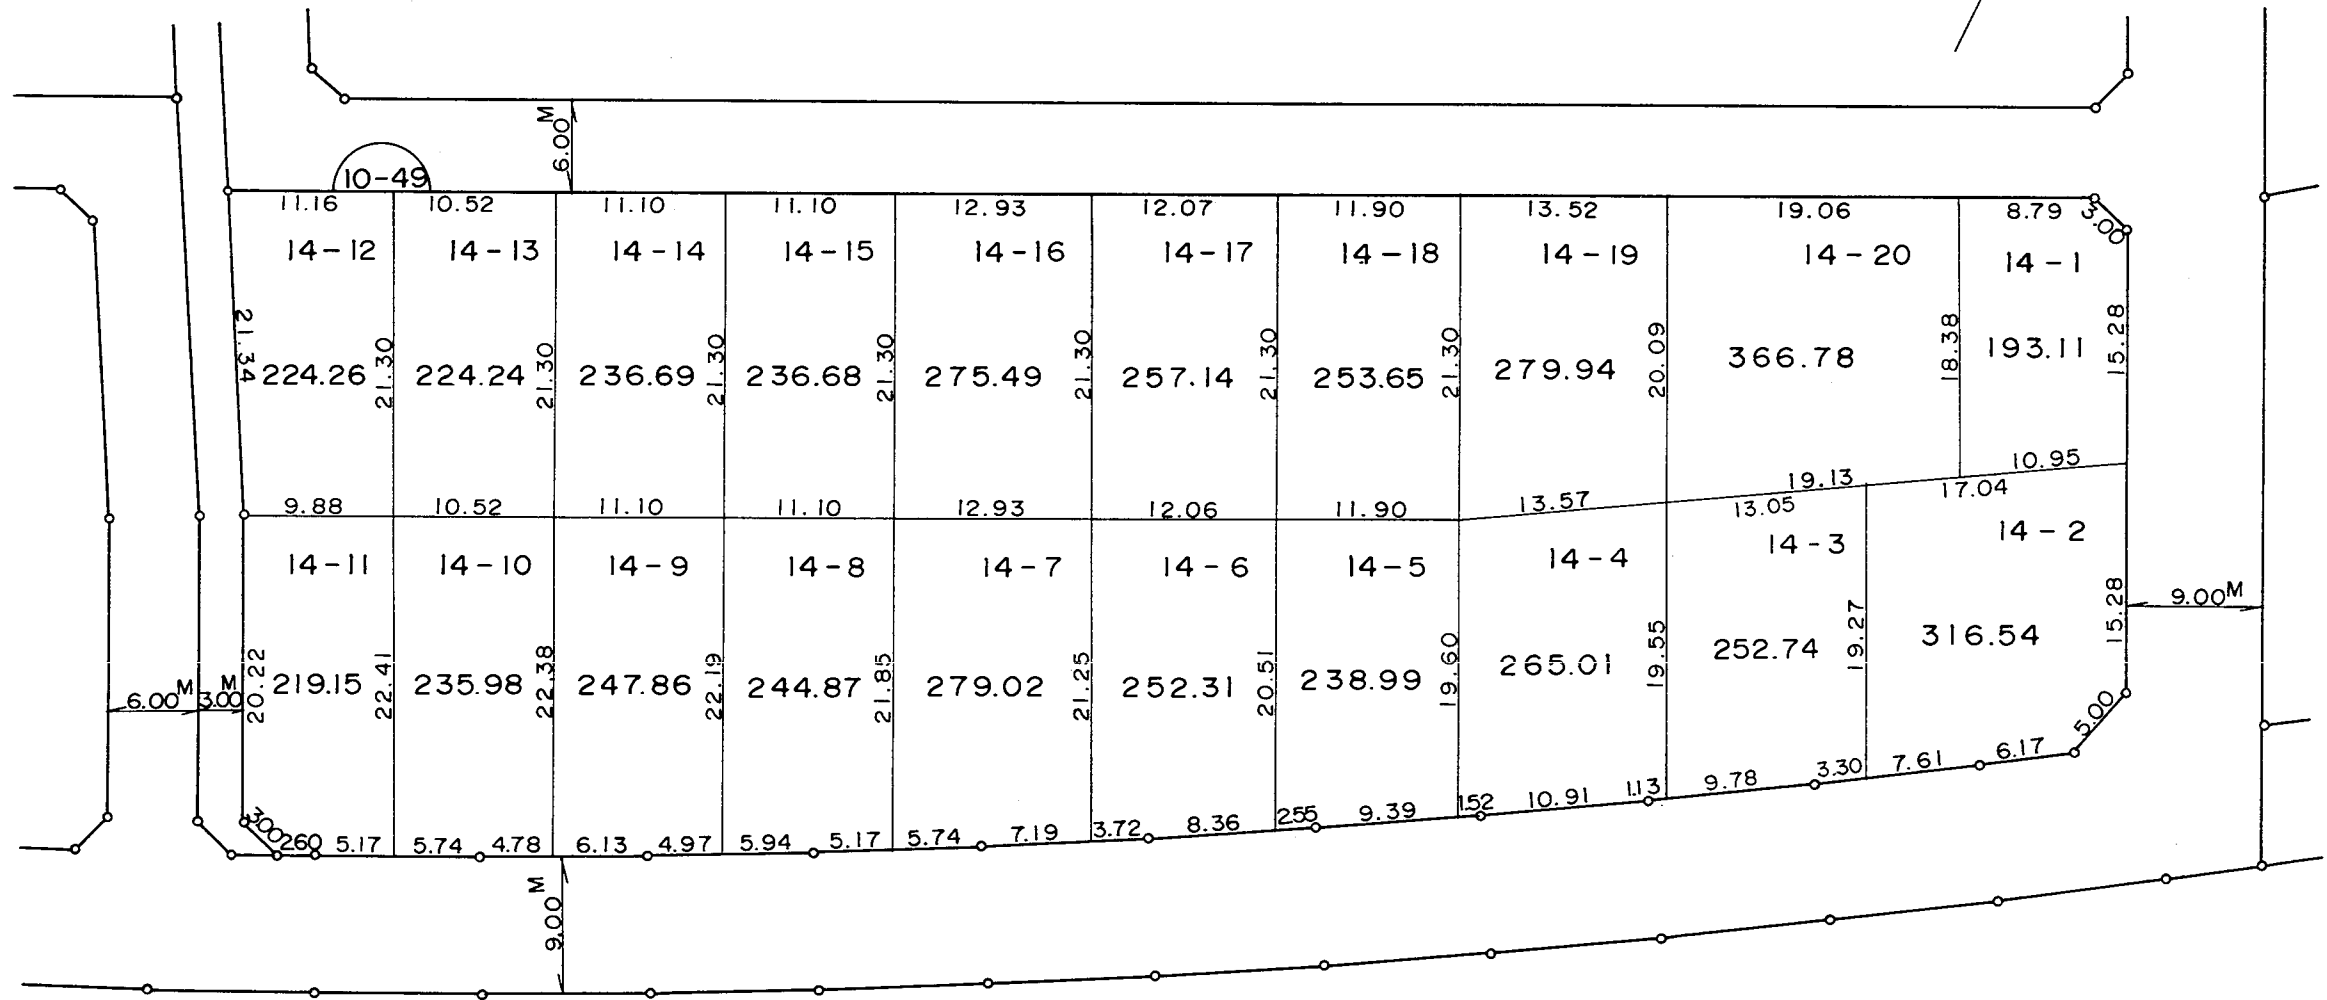 6.00M
10-49
11.16 10.52 11.10 11.10 12.93 12.07 11.90 13.52 19.06 8.79 3.00
14-12 14-13 14-14 14-15 14-16 14-17 14-18 14-19 14-20 14-1
21.34 21.30 21.30 21.30 21.30 21.30 21.30 21.30 20.09 18.38 15.28
224.26 224.24 236.69 236.68 275.49 257.14 253.65 279.94 366.78 193.11
9.88 10.52 11.10 11.10 12.93 12.06 11.90 13.57 19.13 10.95
13.05 17.04
14-11 14-10 14-9 14-8 14-7 14-6 14-5 14-4 14-3 14-2
6.00M 3.00M 20.22 22.41 22.38 22.19 21.85 21.25 20.51 19.60 19.55 19.27 15.28 9.00M
219.15 235.98 247.86 244.87 279.02 252.31 238.99 265.01 252.74 316.54
3.00 2.60 5.17 5.74 4.78 6.13 4.97 5.94 5.17 5.74 7.19 3.72 8.36 2.55 9.39 1.52 10.91 1.13 9.78 3.30 7.61 6.17 5.00
9.00M